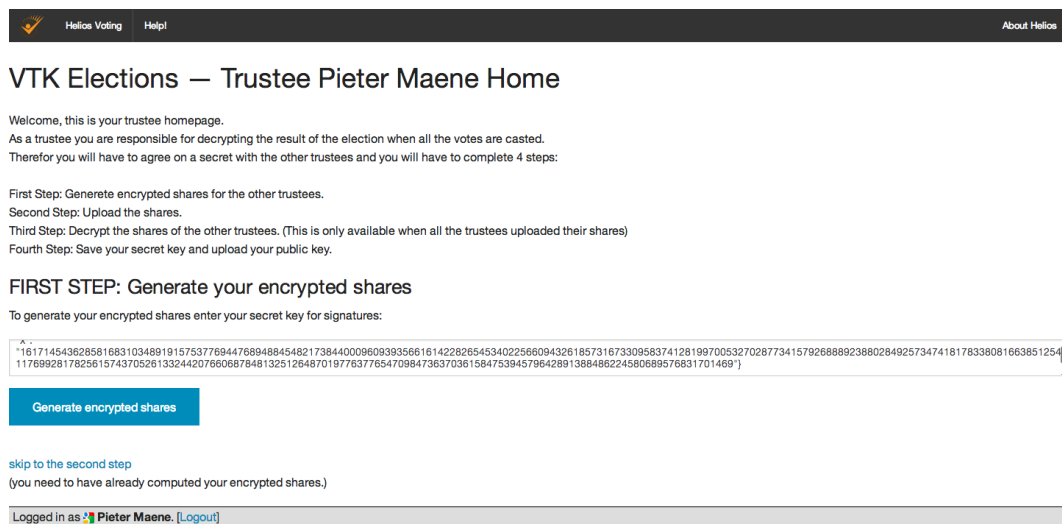 Helios Voting Help! About Helios
VTK Elections — Trustee Pieter Maene Home
Welcome, this is your trustee homepage.
As a trustee you are responsible for decrypting the result of the election when all the votes are casted.
Therefor you will have to agree on a secret with the other trustees and you will have to complete 4 steps:
First Step: Generete encrypted shares for the other trustees.
Second Step: Upload the shares.
Third Step: Decrypt the shares of the other trustees. (This is only available when all the trustees uploaded their shares)
Fourth Step: Save your secret key and upload your public key.
FIRST STEP: Generate your encrypted shares
To generate your encrypted shares enter your secret key for signatures:
Generate encrypted shares
skip to the second step
(you need to have already computed your encrypted shares.)
Logged in as Pieter Maene. [Logout]